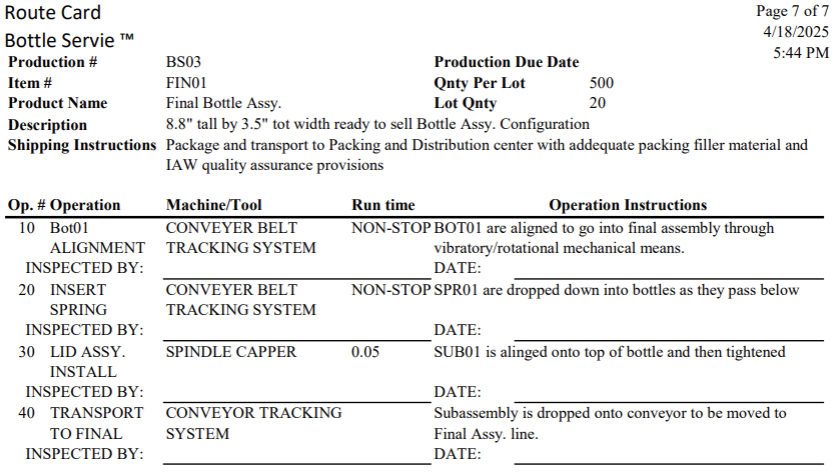 Route Card
Page 7 of 7
Bottle Servie ™
4/18/2025
5:44 PM
Production # BS03 Production Due Date
Item # FIN01 Qnty Per Lot 500
Product Name Final Bottle Assy. Lot Qnty 20
Description 8.8" tall by 3.5" tot width ready to sell Bottle Assy. Configuration
Shipping Instructions Package and transport to Packing and Distribution center with addequate packing filler material and
IAW quality assurance provisions
Op. # Operation Machine/Tool Run time Operation Instructions
10 Bot01 CONVEYER BELT NON-STOP BOT01 are aligned to go into final assembly through
ALIGNMENT TRACKING SYSTEM vibratory/rotational mechanical means.
INSPECTED BY: DATE:
20 INSERT CONVEYER BELT NON-STOP SPR01 are dropped down into bottles as they pass below
SPRING TRACKING SYSTEM
INSPECTED BY: DATE:
30 LID ASSY. SPINDLE CAPPER 0.05 SUB01 is alinged onto top of bottle and then tightened
INSTALL
INSPECTED BY: DATE:
40 TRANSPORT CONVEYOR TRACKING Subassembly is dropped onto conveyor to be moved to
TO FINAL SYSTEM Final Assy. line.
INSPECTED BY: DATE: